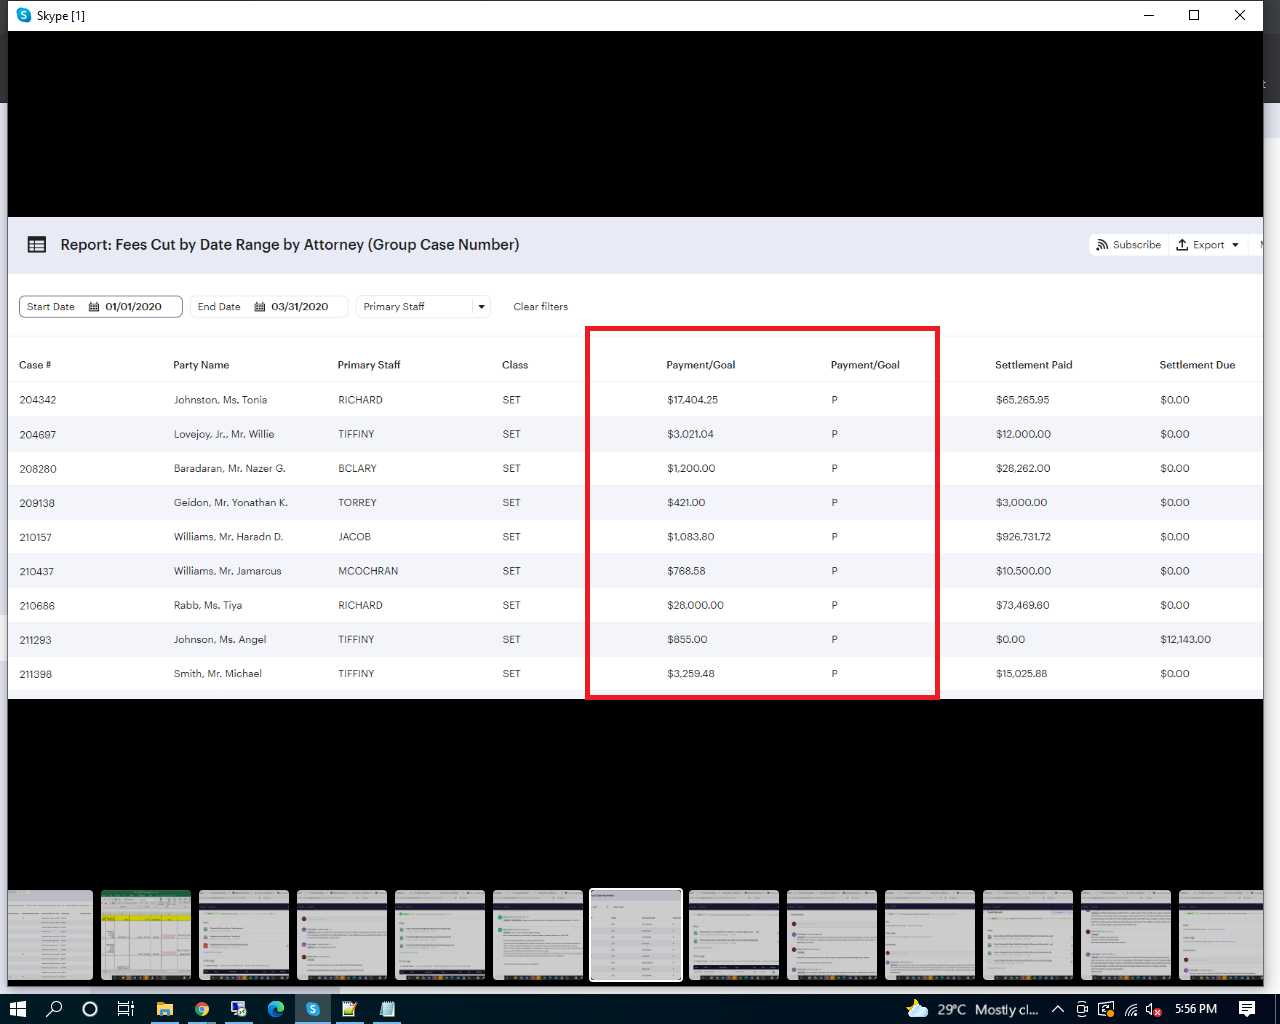 Skype [1]
Report: Fees Cut by Date Range by Attorney (Group Case Number)
Subscribe Export
Start Date 01/01/2020 End Date 03/31/2020 Primary Staff Clear filters
Case # Party Name Primary Staff Class Payment/Goal Payment/Goal Settlement Paid Settlement Due
204342 Johnston, Ms. Tonia RICHARD SET $17,404.25 P $65,265.95 $0.00
204697 Lovejoy, Jr., Mr. Willie TIFFINY SET $3,021.04 P $12,000.00 $0.00
208280 Baradaran, Mr. Nazer G. BCLARY SET $1,200.00 P $28,262.00 $0.00
209138 Geidon, Mr. Yonathan K. TORREY SET $421.00 P $3,000.00 $0.00
210157 Williams, Mr. Haradn D. JACOB SET $1,083.80 P $926,731.72 $0.00
210437 Williams, Mr. Jamarcus MCOCHRAN SET $768.58 P $10,500.00 $0.00
210686 Rabb, Ms. Tiya RICHARD SET $28,000.00 P $73,469.60 $0.00
211293 Johnson, Ms. Angel TIFFINY SET $855.00 P $0.00 $12,143.00
211398 Smith, Mr. Michael TIFFINY SET $3,259.48 P $15,025.88 $0.00
29°C Mostly cl... 5:56 PM